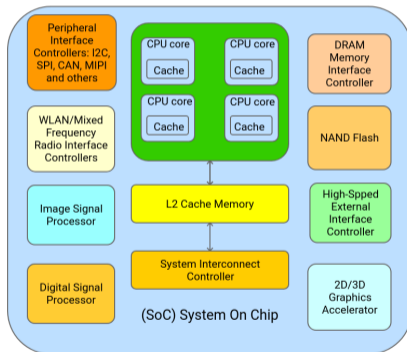 Peripheral
Interface
Controllers: I2C,
SPI, CAN, MIPI
and others
WLAN/Mixed
Frequency
Radio Interface
Controllers
Image Signal
Processor
Digital Signal
Processor
CPU core
Cache
CPU core
Cache
CPU core
Cache
CPU core
Cache
L2 Cache Memory
System Interconnect
Controller
(SoC) System On Chip
DRAM
Memory
Interface
Controller
NAND Flash
High-Spped
External
Interface
Controller
2D/3D
Graphics
Accelerator